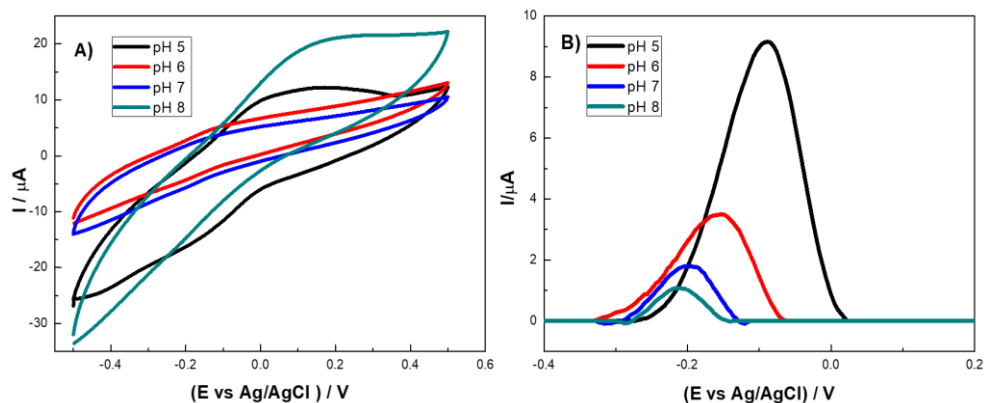 A)
pH 5
pH 6
pH 7
pH 8
20
10
0
-10
-20
-30
I / μA
-0.4
-0.2
0.0
0.2
0.4
0.6
(E vs Ag/AgCl ) / V
B)
pH 5
pH 6
pH 7
pH 8
10
8
6
4
2
0
I/μA
-0.4
-0.2
0.0
0.2
(E vs Ag/AgCl) / V